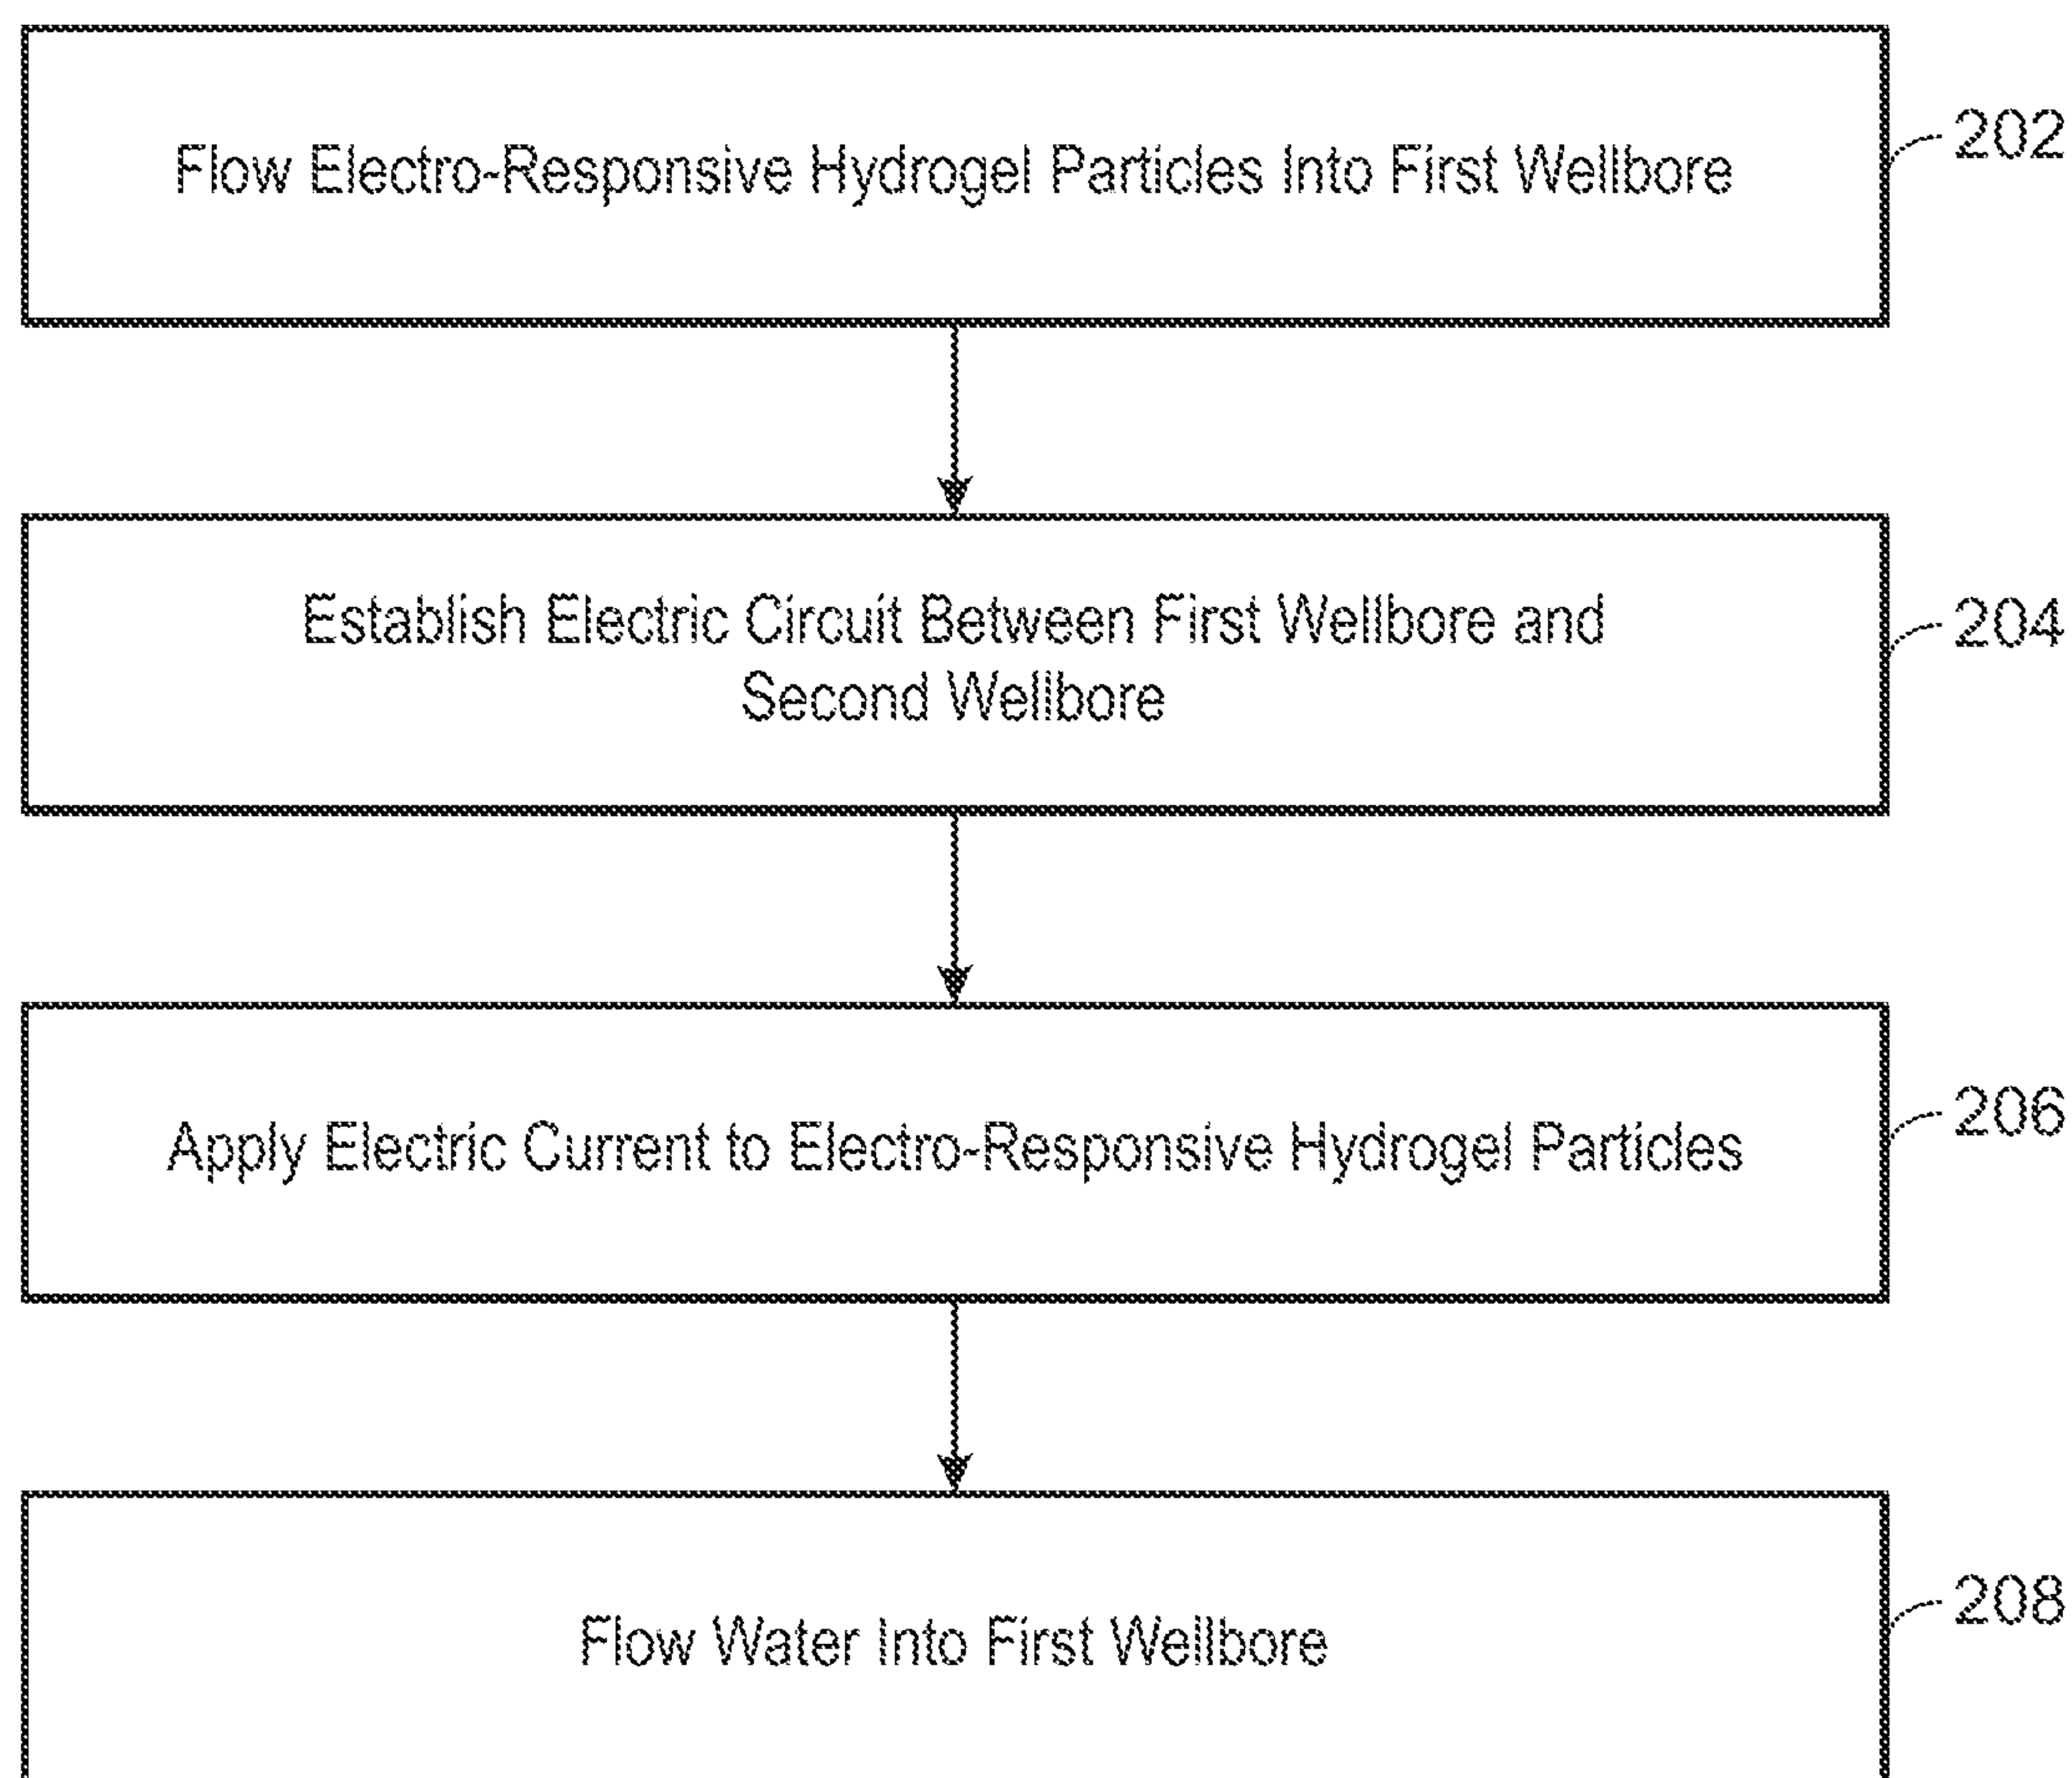 Flow Electro-Responsive Hydrogel Particles Into First Wellbore
202
Establish Electric Circuit Between First Wellbore and
Second Wellbore
204
Apply Electric Current to Electro-Responsive Hydrogel Particles
206
Flow Water Into First Wellbore
208